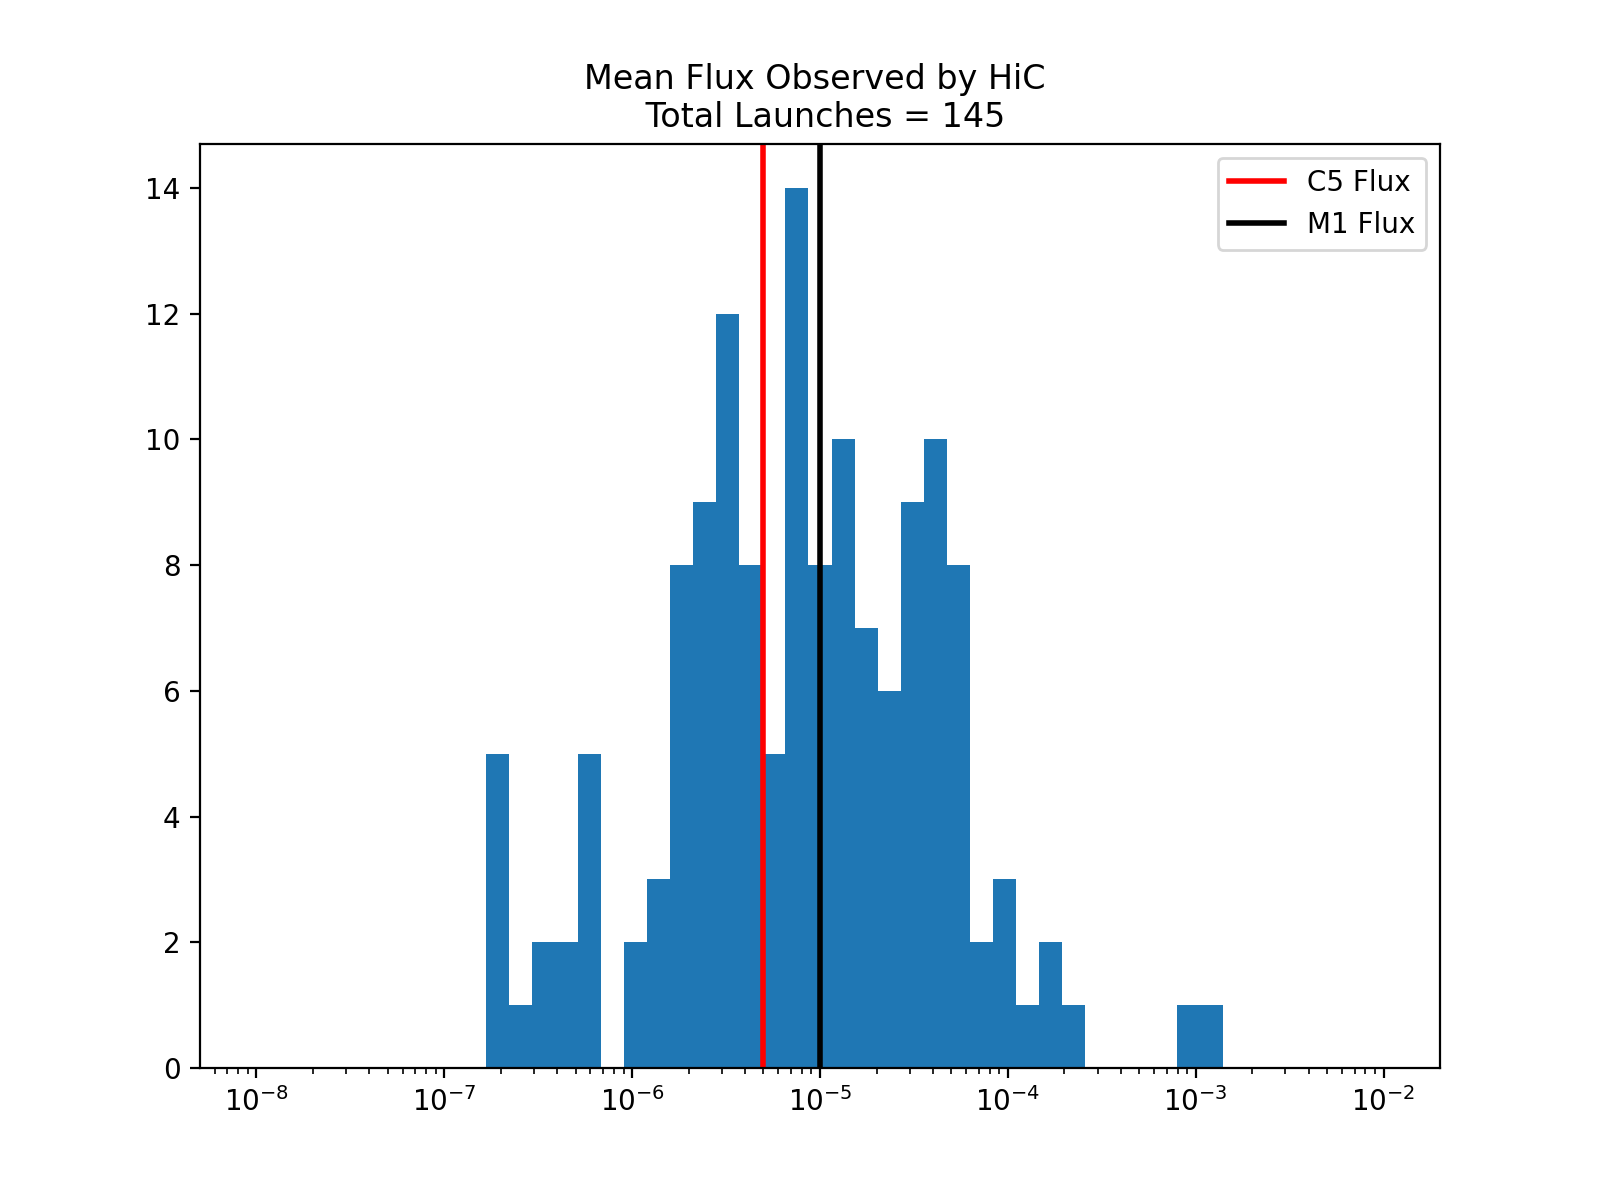 Mean Flux Observed by HiC
Total Launches = 145
C5 Flux
M1 Flux
14
12
10
8
6
4
2
0
10⁻⁸ 10⁻⁷ 10⁻⁶ 10⁻⁵ 10⁻⁴ 10⁻³ 10⁻²